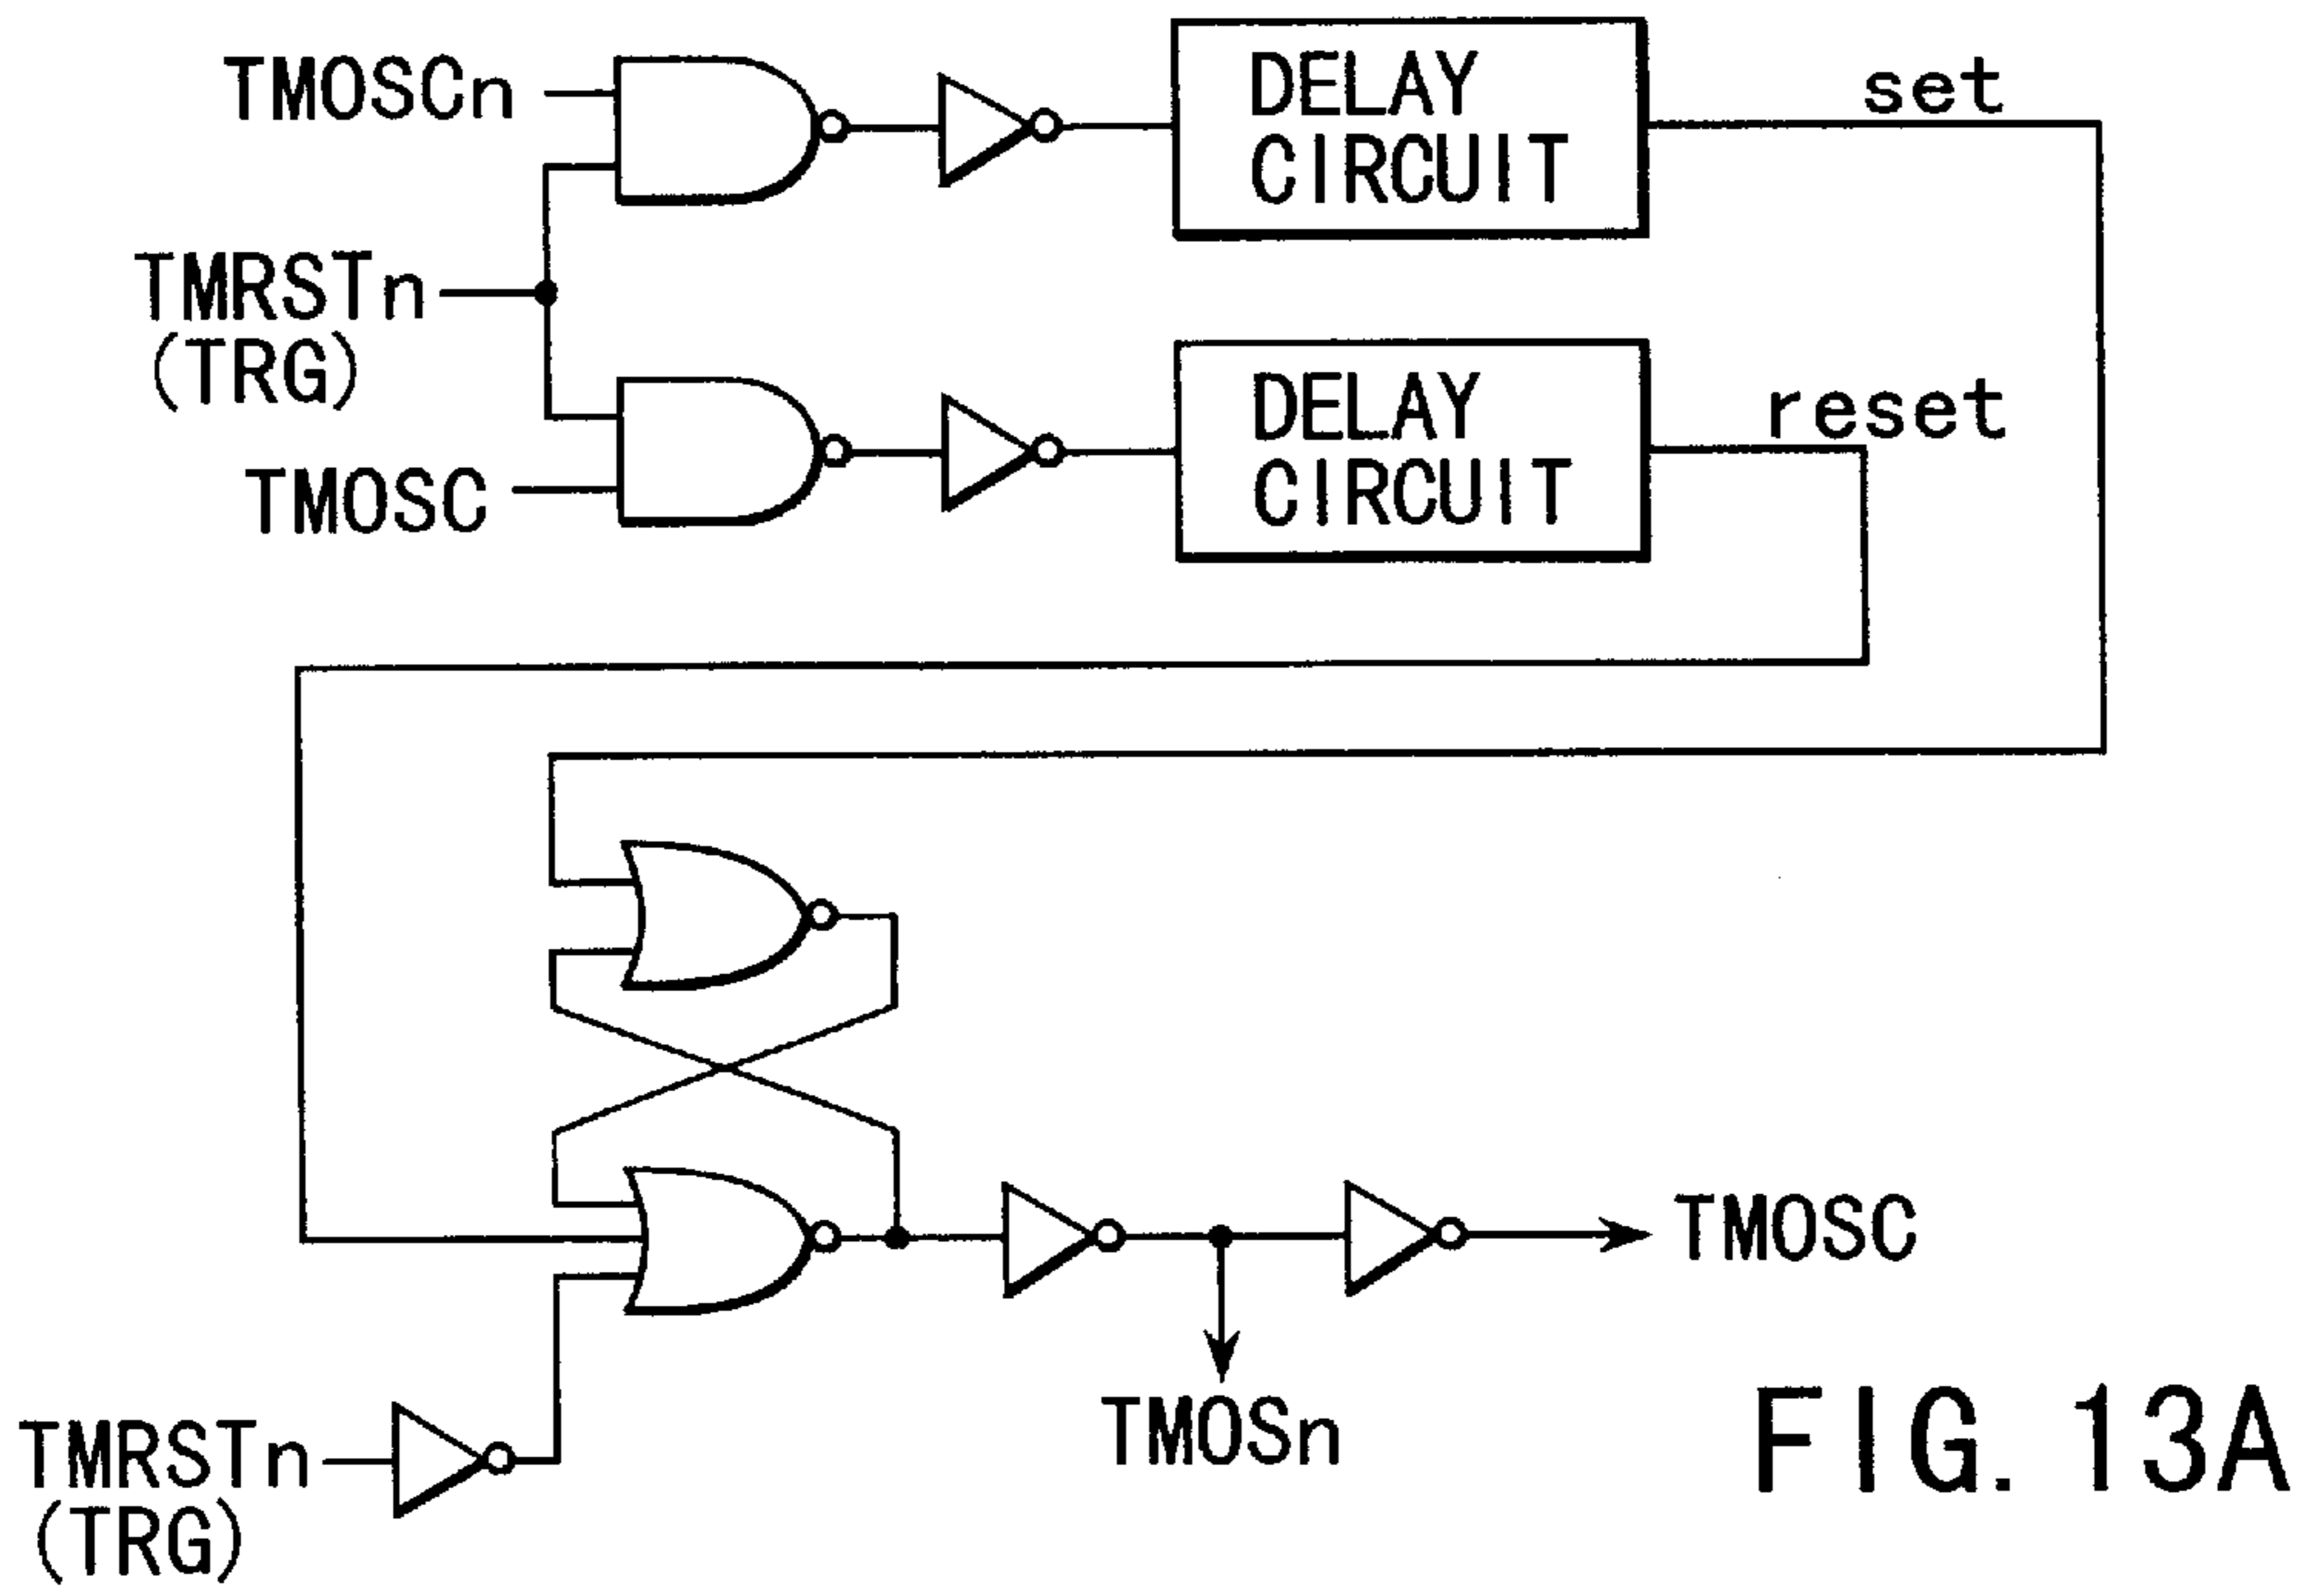 TMOSCn
DELAY
CIRCUIT
set
TMRSTn
(TRG)
DELAY
CIRCUIT
reset
TMOSC
TMOSC
TMOSn
TMRSTn
(TRG)
FIG. 13A